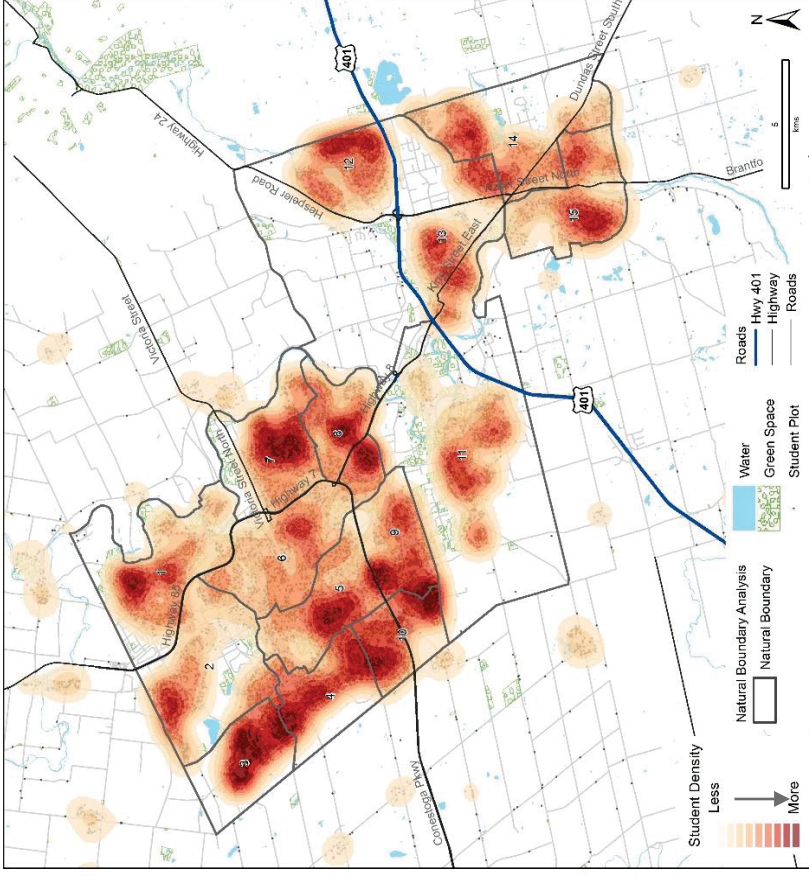 N
5
kms
401
Highway 24
Hespeler Road
12
Victoria Street
Dundas Street South
14
Street North
13
King Street East
15
Brantfo
Victoria Street North
Highway 7
7
8
Highway 8
1
6
Highway 85
2
5
9
11
3
4
10
401
Conestoga Pkwy
Student Density
Less
More
Natural Boundary Analysis
Natural Boundary
Water
Green Space
Student Plot
Roads
Hwy 401
Highway
Roads